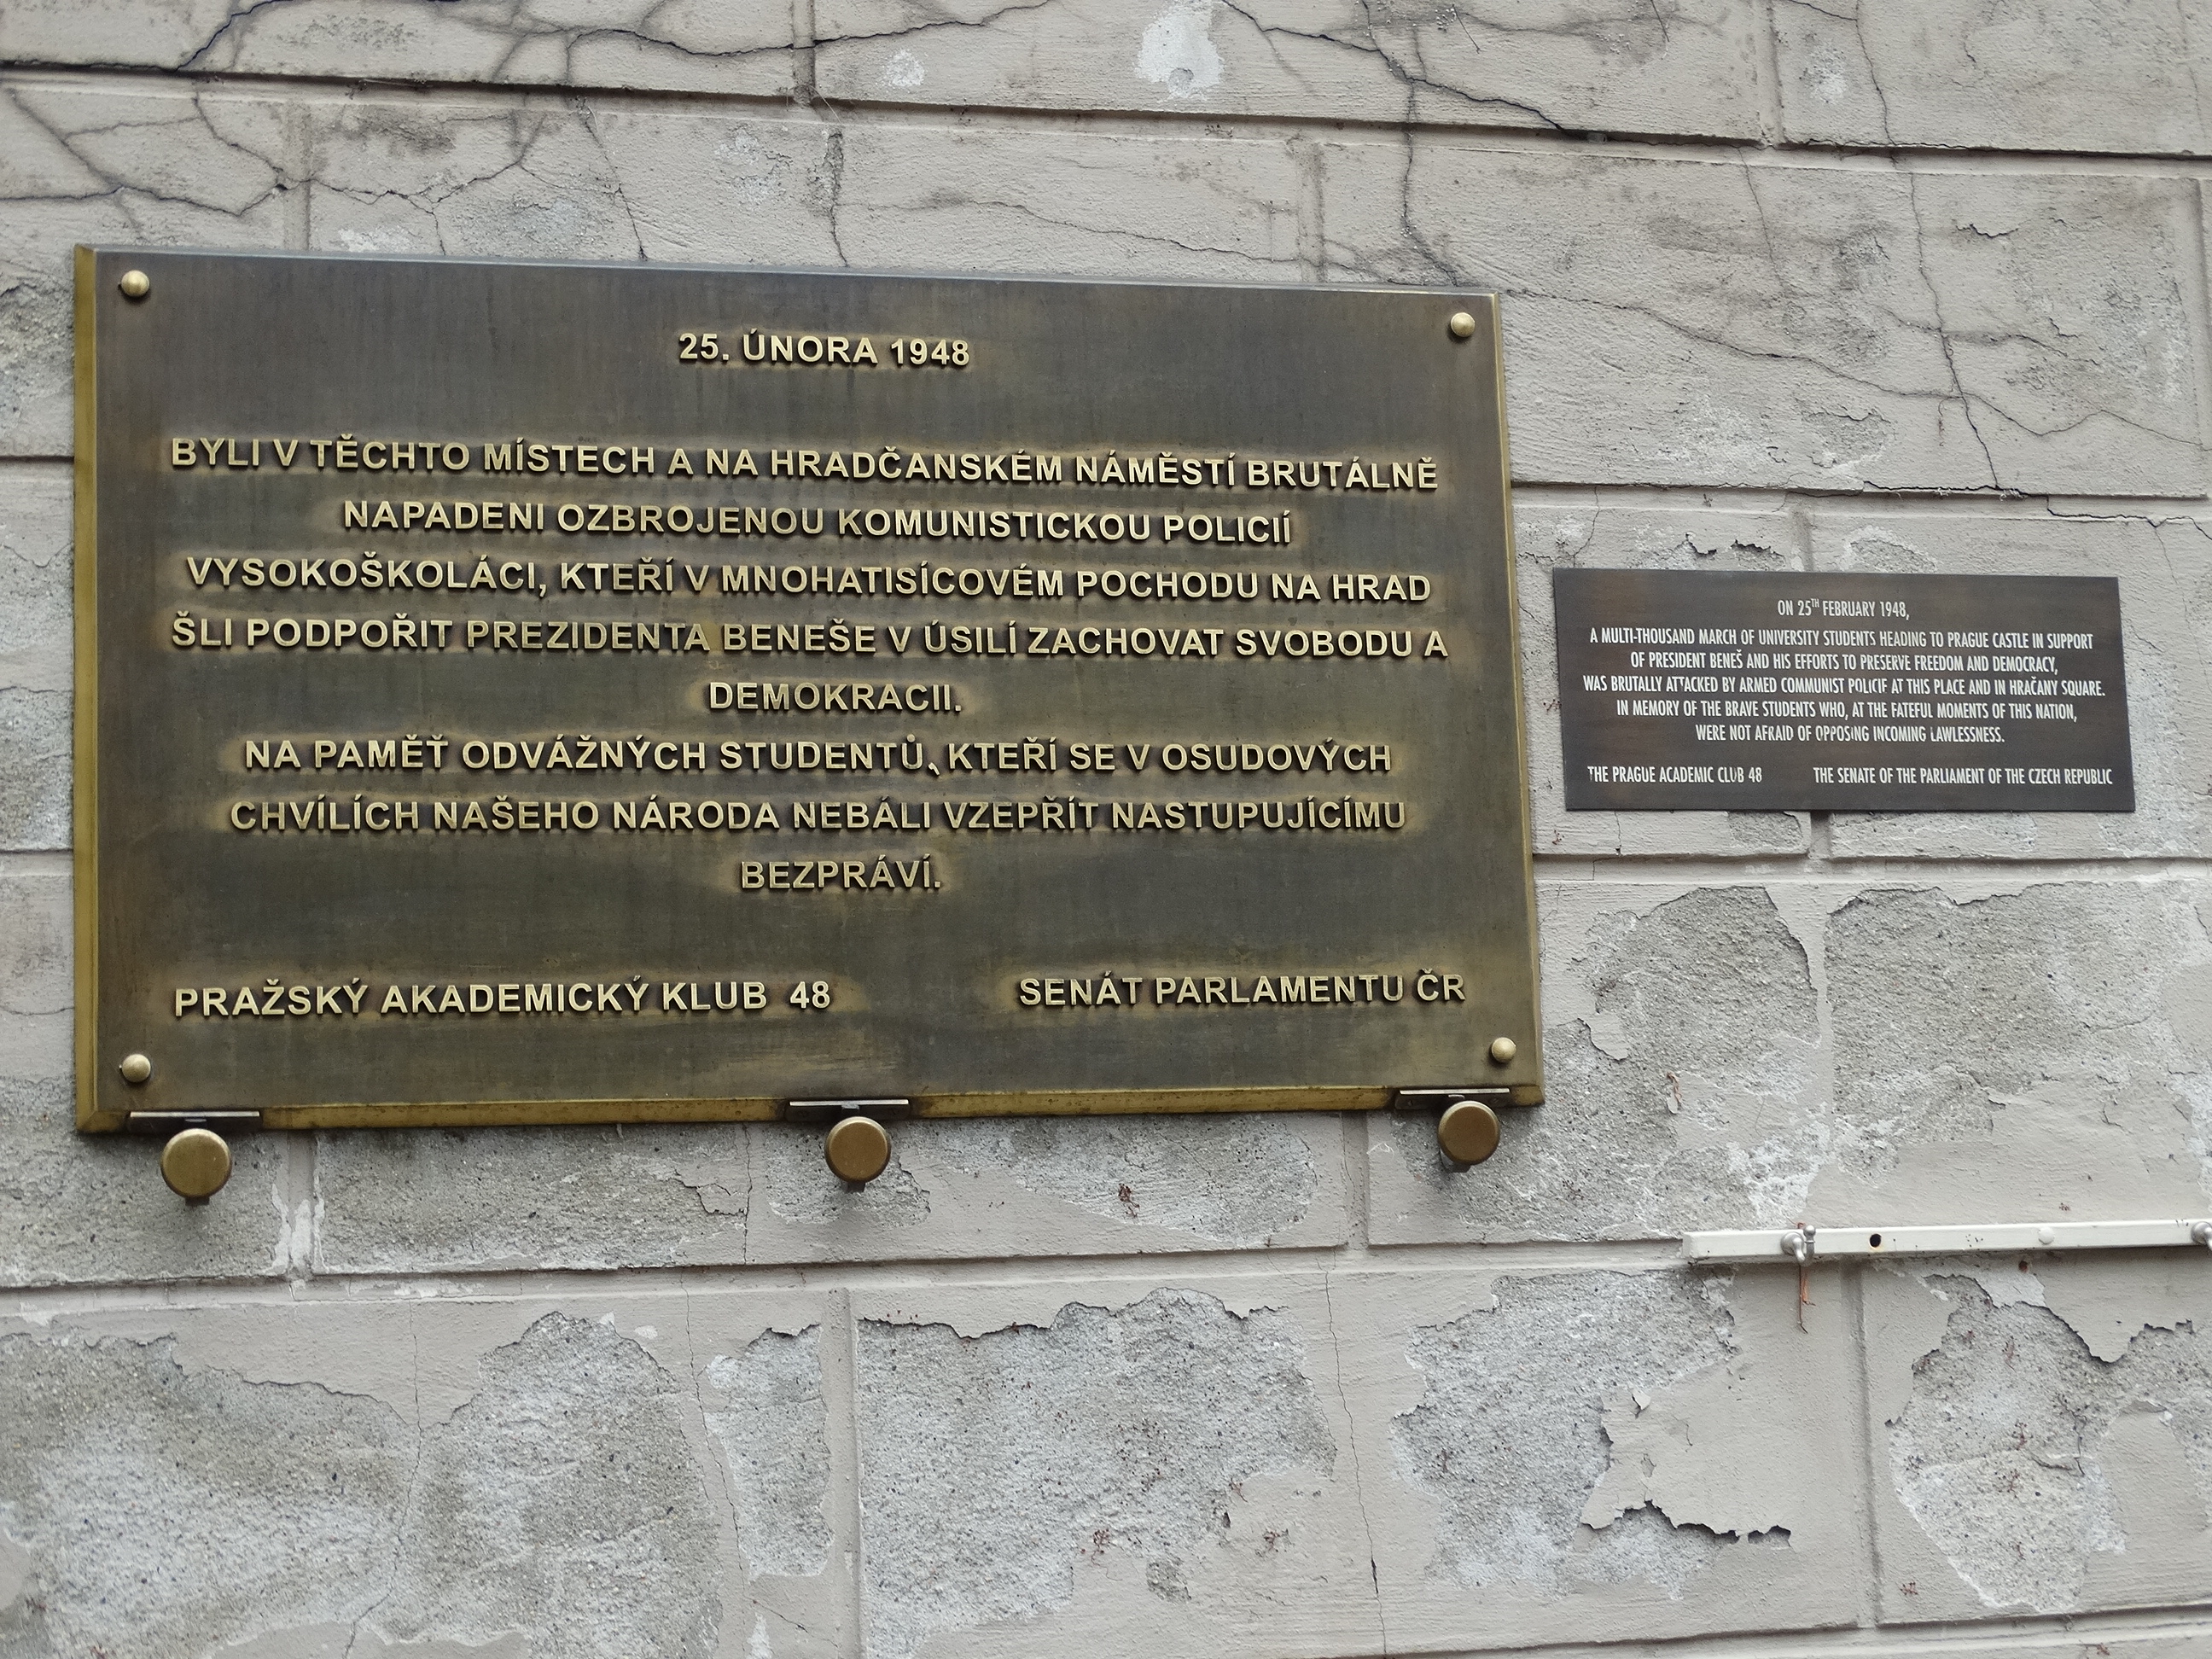 25. ÚNORA 1948
BYLI V TĚCHTO MÍSTECH A NA HRADČANSKÉM NÁMĚSTÍ BRUTÁLNĚ
NAPADENI OZBROJENOU KOMUNISTICKOU POLICIÍ
VYSOKOŠKOLÁCI, KTEŘÍ V MNOHATISÍCOVÉM POCHODU NA HRAD
ŠLI PODPOŘIT PREZIDENTA BENEŠE V ÚSILÍ ZACHOVAT SVOBODU A
DEMOKRACII.
NA PAMĚŤ ODVÁŽNÝCH STUDENTŮ, KTEŘÍ SE V OSUDOVÝCH
CHVÍLÍCH NAŠEHO NÁRODA NEBÁLI VZEPŘÍT NASTUPUJÍCÍMU
BEZPRÁVÍ.
PRAŽSKÝ AKADEMICKÝ KLUB 48 SENÁT PARLAMENTU ČR
ON 25TH FEBRUARY 1948,
A MULTI-THOUSAND MARCH OF UNIVERSITY STUDENTS HEADING TO PRAGUE CASTLE IN SUPPORT
OF PRESIDENT BENEŠ AND HIS EFFORTS TO PRESERVE FREEDOM AND DEMOCRACY,
WAS BRUTALLY ATTACKED BY ARMED COMMUNIST POLICIE AT THIS PLACE AND IN HRAČANY SQUARE.
IN MEMORY OF THE BRAVE STUDENTS WHO, AT THE FATEFUL MOMENTS OF THIS NATION,
WERE NOT AFRAID OF OPPOSING INCOMING LAWLESSNESS.
THE PRAGUE ACADEMIC CLUB 48 THE SENATE OF THE PARLIAMENT OF THE CZECH REPUBLIC